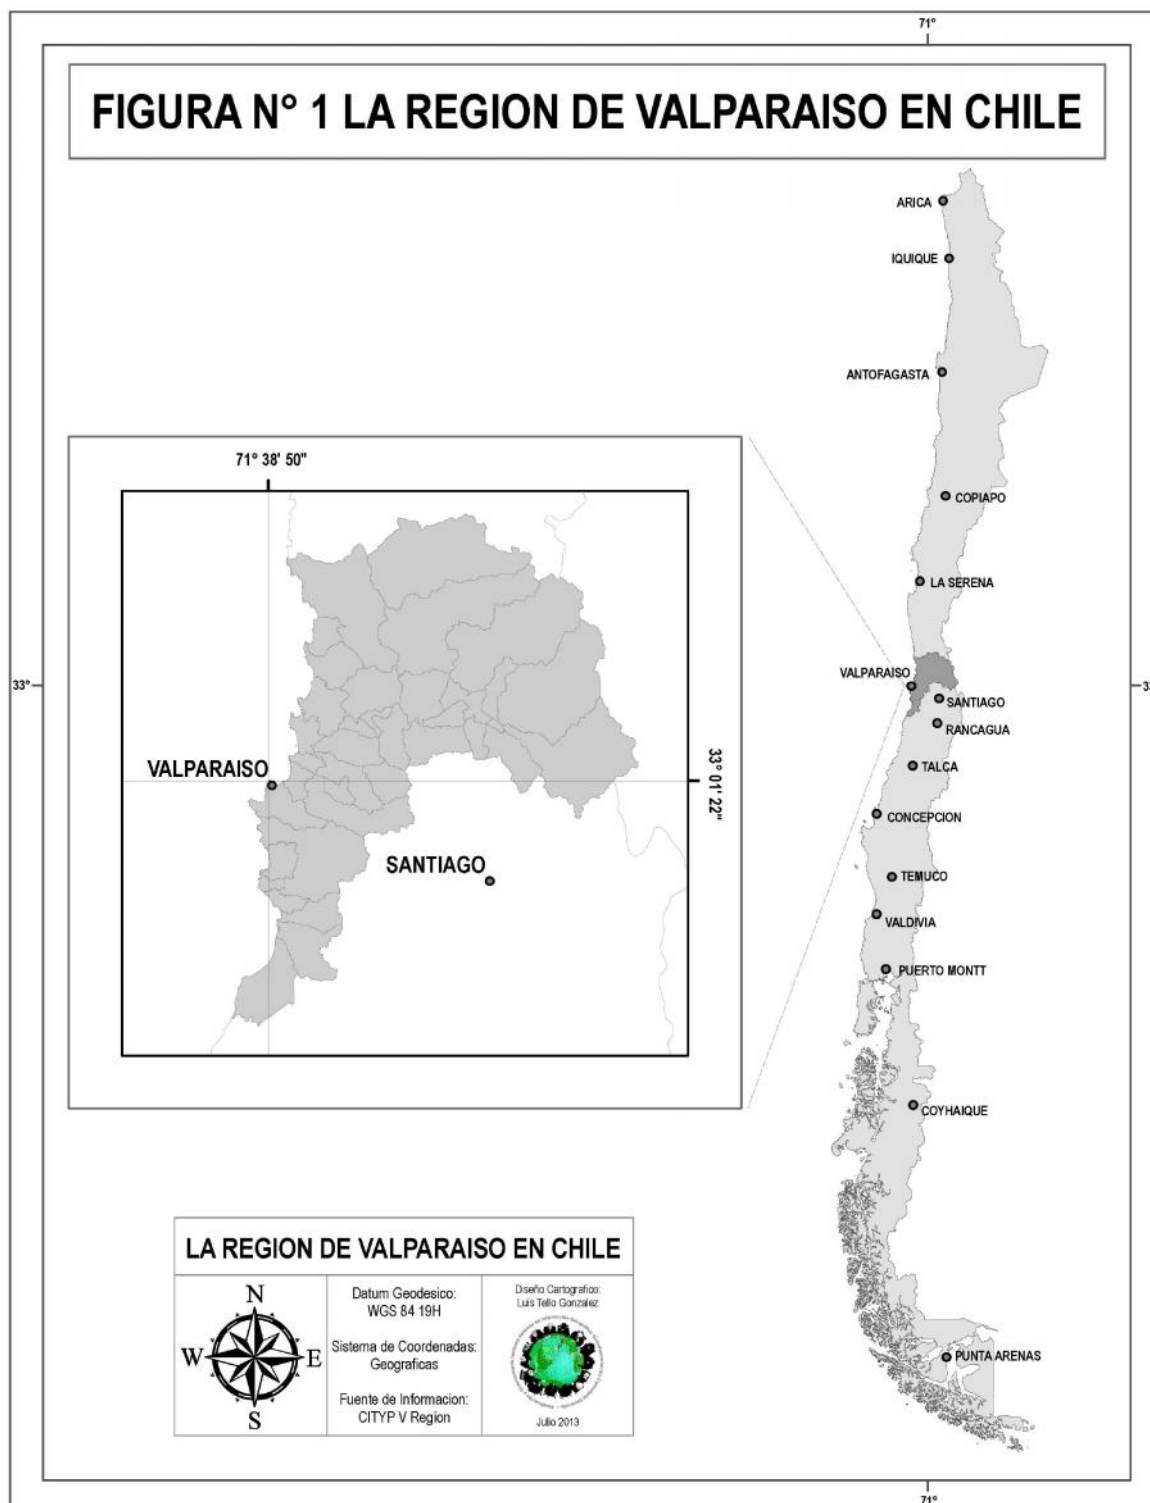 71°
FIGURA N° 1 LA REGION DE VALPARAISO EN CHILE
ARICA
IQUIQUE
ANTOFAGASTA
71° 38' 50"
COPIAPO
LA SERENA
VALPARAISO
33°
SANTIAGO
RANCAGUA
VALPARAISO
33° 01' 22"
TALCA
CONCEPCION
SANTIAGO
TEMUCO
VALDIVIA
PUERTO MONTT
COYHAIQUE
LA REGION DE VALPARAISO EN CHILE
N
W
E
S
Datum Geodesico:
WGS 84 19H
Sistema de Coordenadas:
Geograficas
Fuente de Informacion:
CITYP V Region
Diseño Cartografico:
Luis Tello Gonzalez
Julio 2013
PUNTA ARENAS
71°